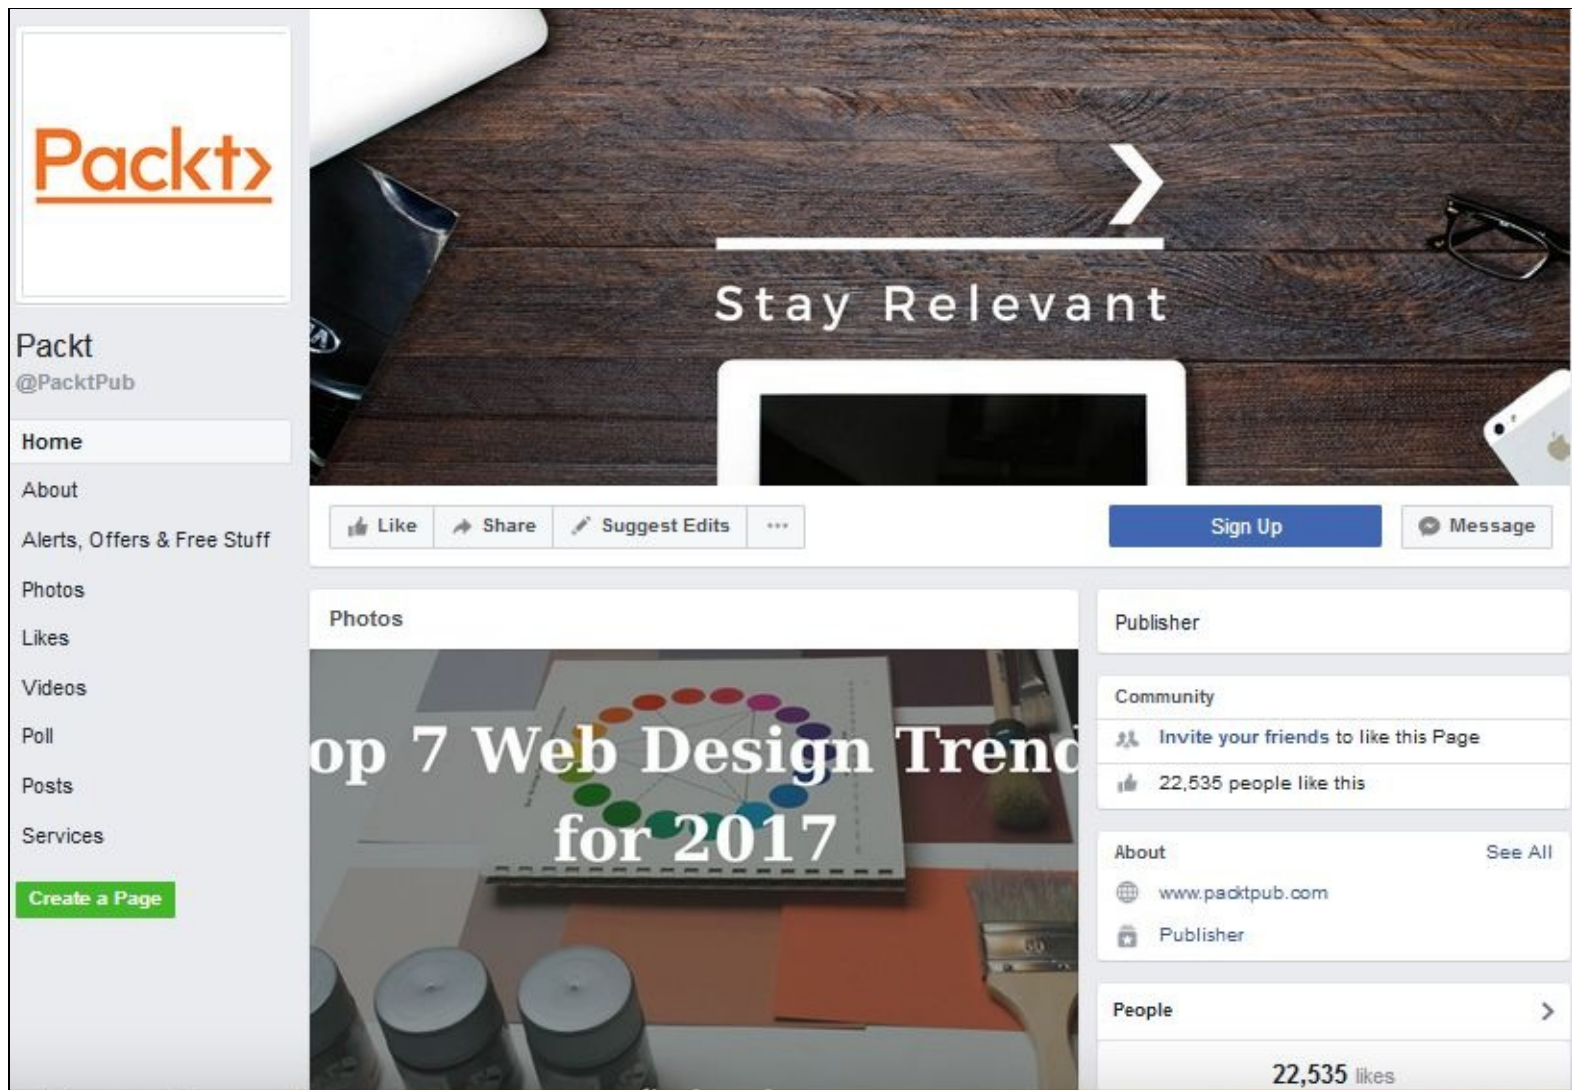 Packt
Packt
@PacktPub
Home
About
Alerts, Offers & Free Stuff
Photos
Likes
Videos
Poll
Posts
Services
Create a Page
Stay Relevant
Like
Share
Suggest Edits
...
Sign Up
Message
Photos
op 7 Web Design Trend
for 2017
Publisher
Community
Invite your friends to like this Page
22,535 people like this
About
See All
www.packtpub.com
Publisher
People
22,535 likes